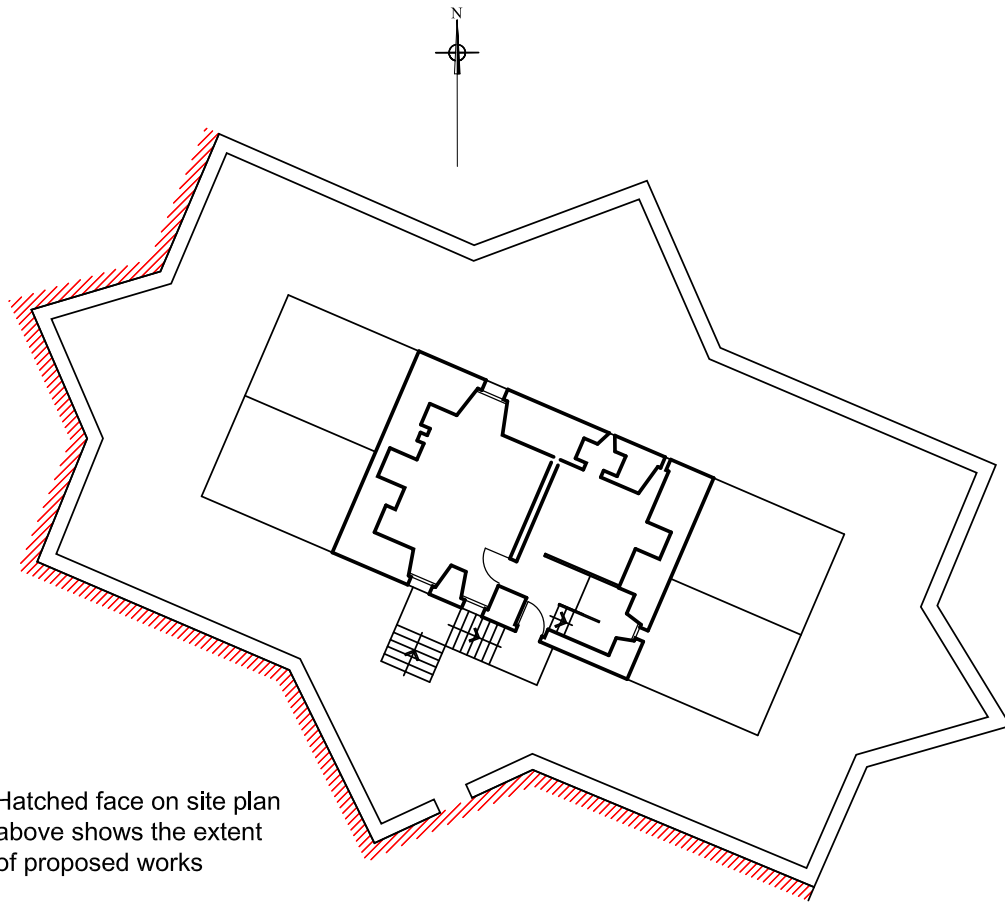 N
Hatched face on site plan
above shows the extent
of proposed works